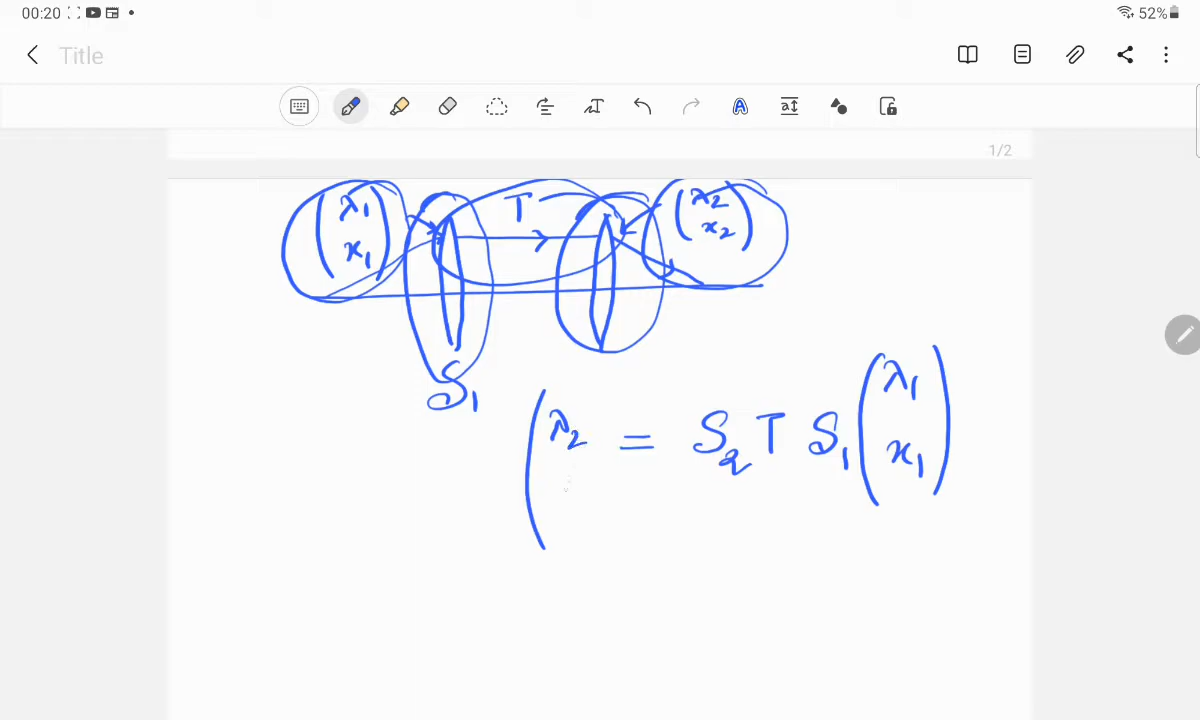 00:20 52%
Title
1/2
(λ1 x1) T (λ2 x2)
S1
(λ2 = S2 T S1 (λ1 x1)